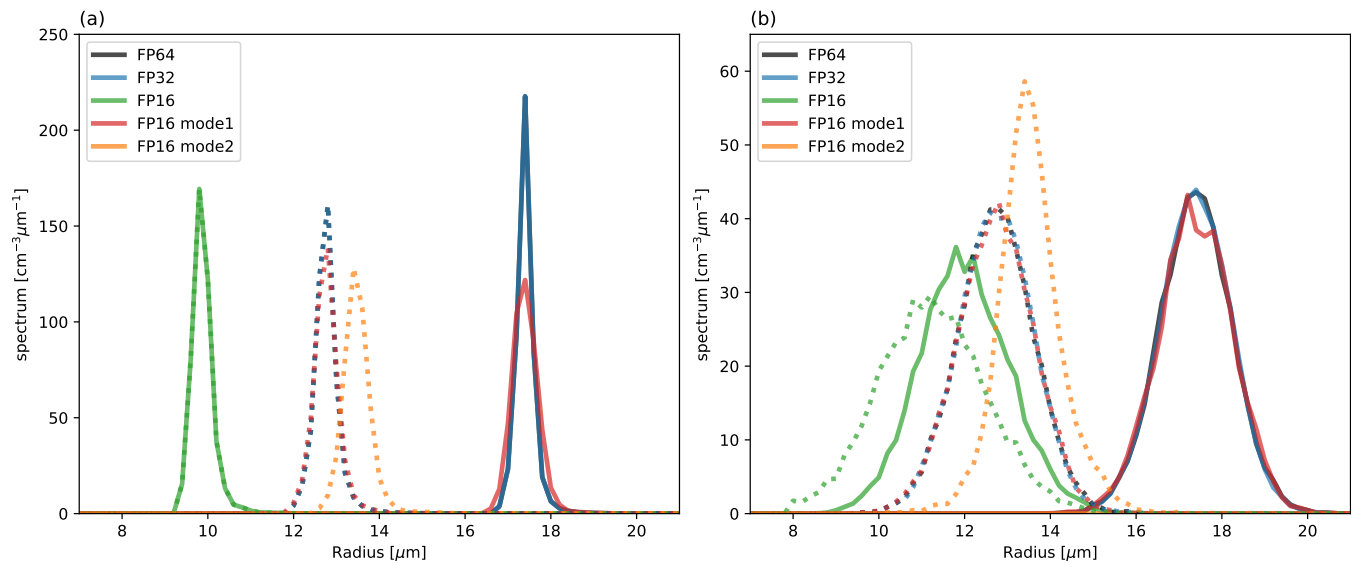 (a)
250
200
150
100
50
0
spectrum [cm⁻³μm⁻¹]
FP64
FP32
FP16
FP16 mode1
FP16 mode2
8 10 12 14 16 18 20
Radius [μm]
(b)
60
50
40
30
20
10
0
spectrum [cm⁻³μm⁻¹]
FP64
FP32
FP16
FP16 mode1
FP16 mode2
8 10 12 14 16 18 20
Radius [μm]